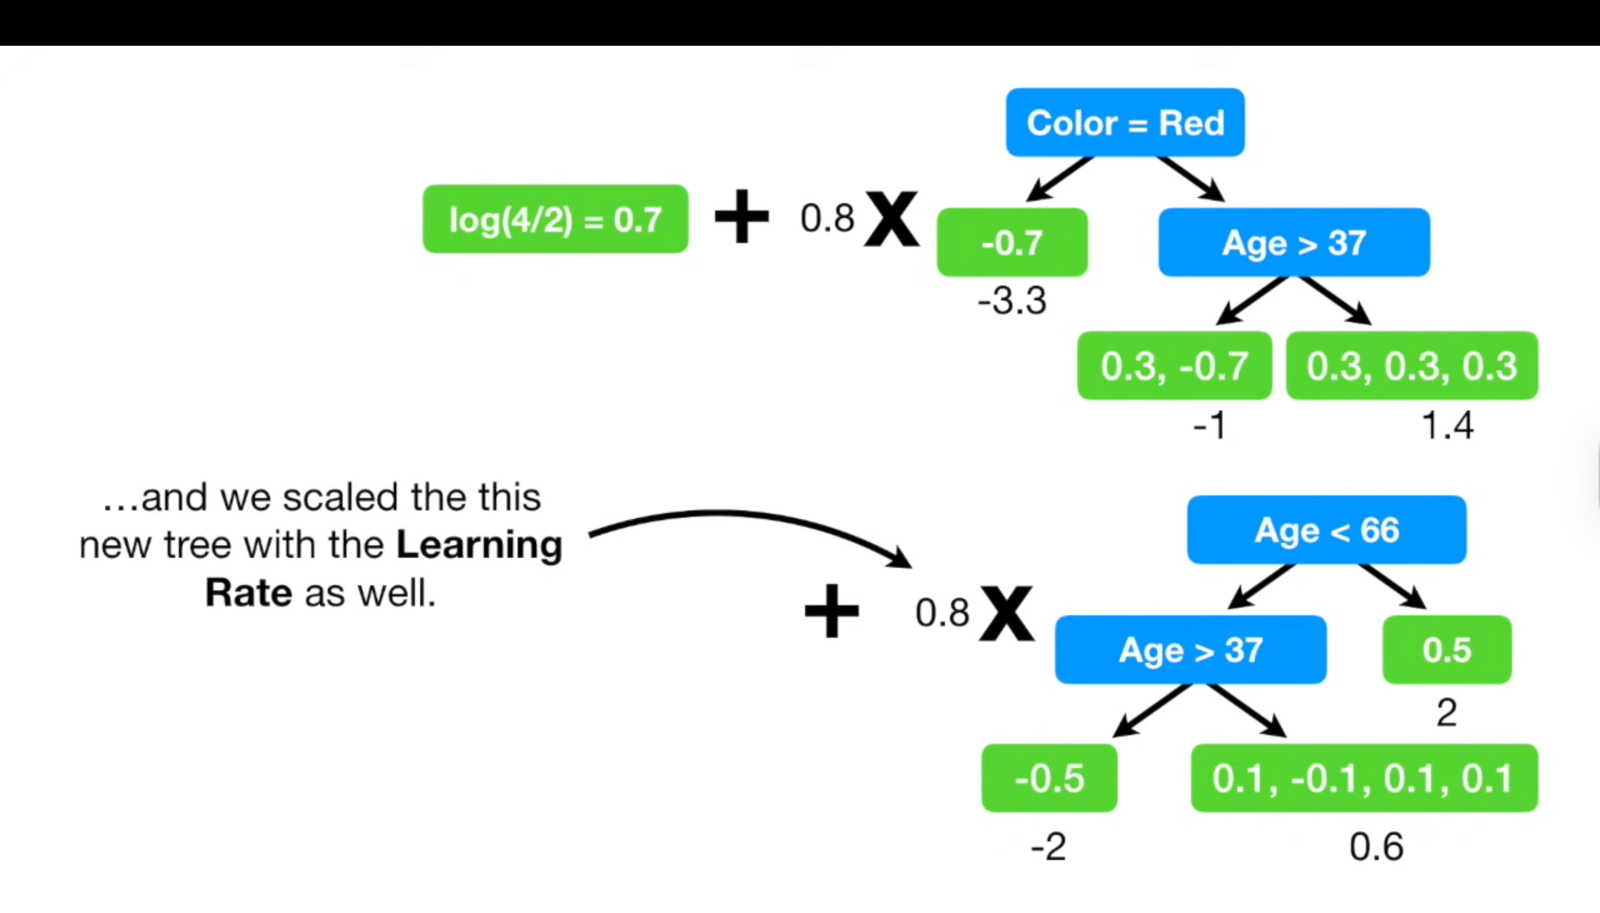 Color = Red
log(4/2) = 0.7
+
0.8 X
-0.7
Age > 37
-3.3
0.3, -0.7
0.3, 0.3, 0.3
-1
1.4
…and we scaled the this
new tree with the Learning
Rate as well.
Age < 66
+
0.8 X
Age > 37
0.5
2
-0.5
0.1, -0.1, 0.1, 0.1
-2
0.6